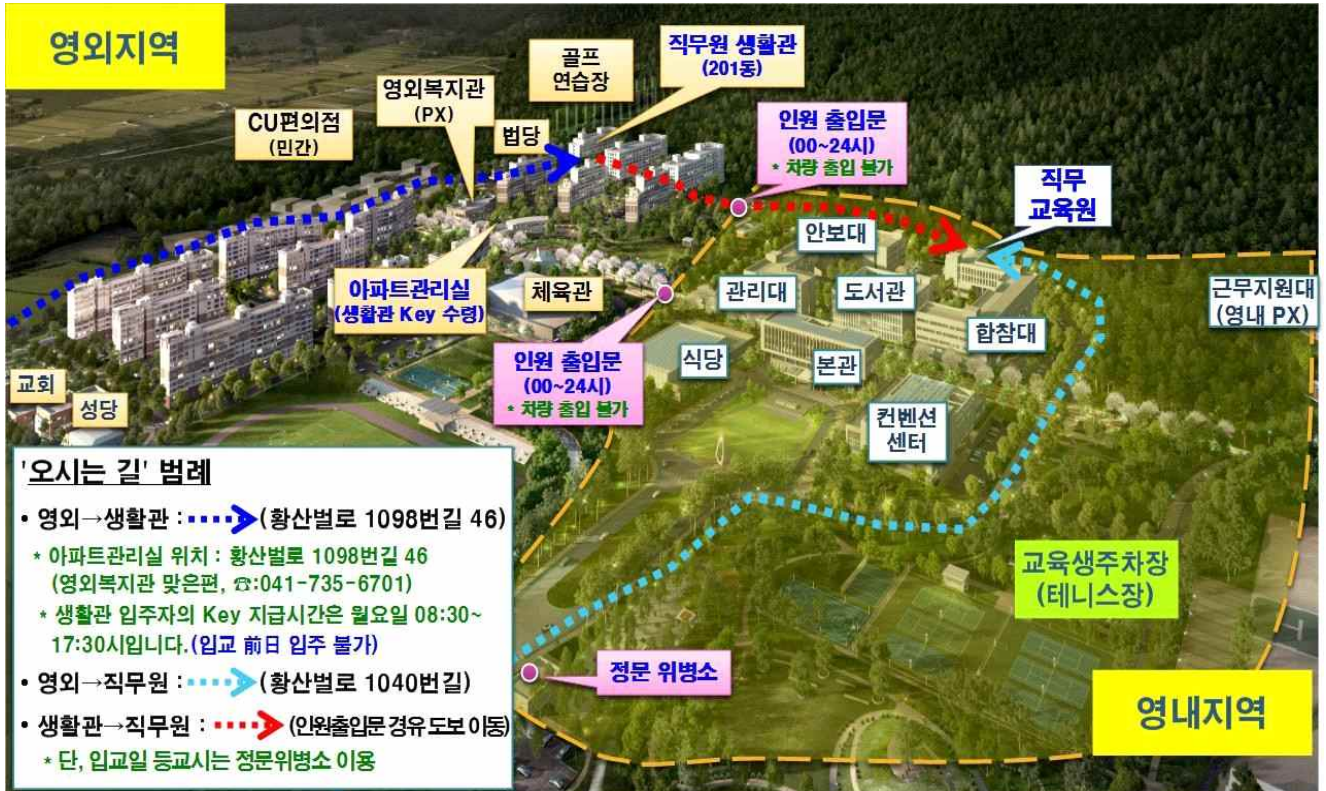 영외지역
골프
연습장
직무원 생활관
(201동)
영외복지관
(PX)
CU편의점
(민간)
법당
인원 출입문
(00~24시)
* 차량 출입 불가
직무
교육원
안보대
아파트관리실
(생활관 Key 수령)
체육관
관리대
도서관
근무지원대
(영내 PX)
합참대
인원 출입문
(00~24시)
* 차량 출입 불가
식당
본관
교회
성당
컨벤션
센터
'오시는 길' 범례
• 영외→생활관 : (황산벌로 1098번길 46)
* 아파트관리실 위치 : 황산벌로 1098번길 46
(영외복지관 맞은편, ☎:041-735-6701)
* 생활관 입주자의 Key 지급시간은 월요일 08:30~
17:30시입니다.(입교 前日 입주 불가)
• 영외→직무원 : (황산벌로 1040번길)
• 생활관→직무원 : (인원출입문 경유 도보 이동)
* 단, 입교일 등교시는 정문위병소 이용
교육생주차장
(테니스장)
정문 위병소
영내지역